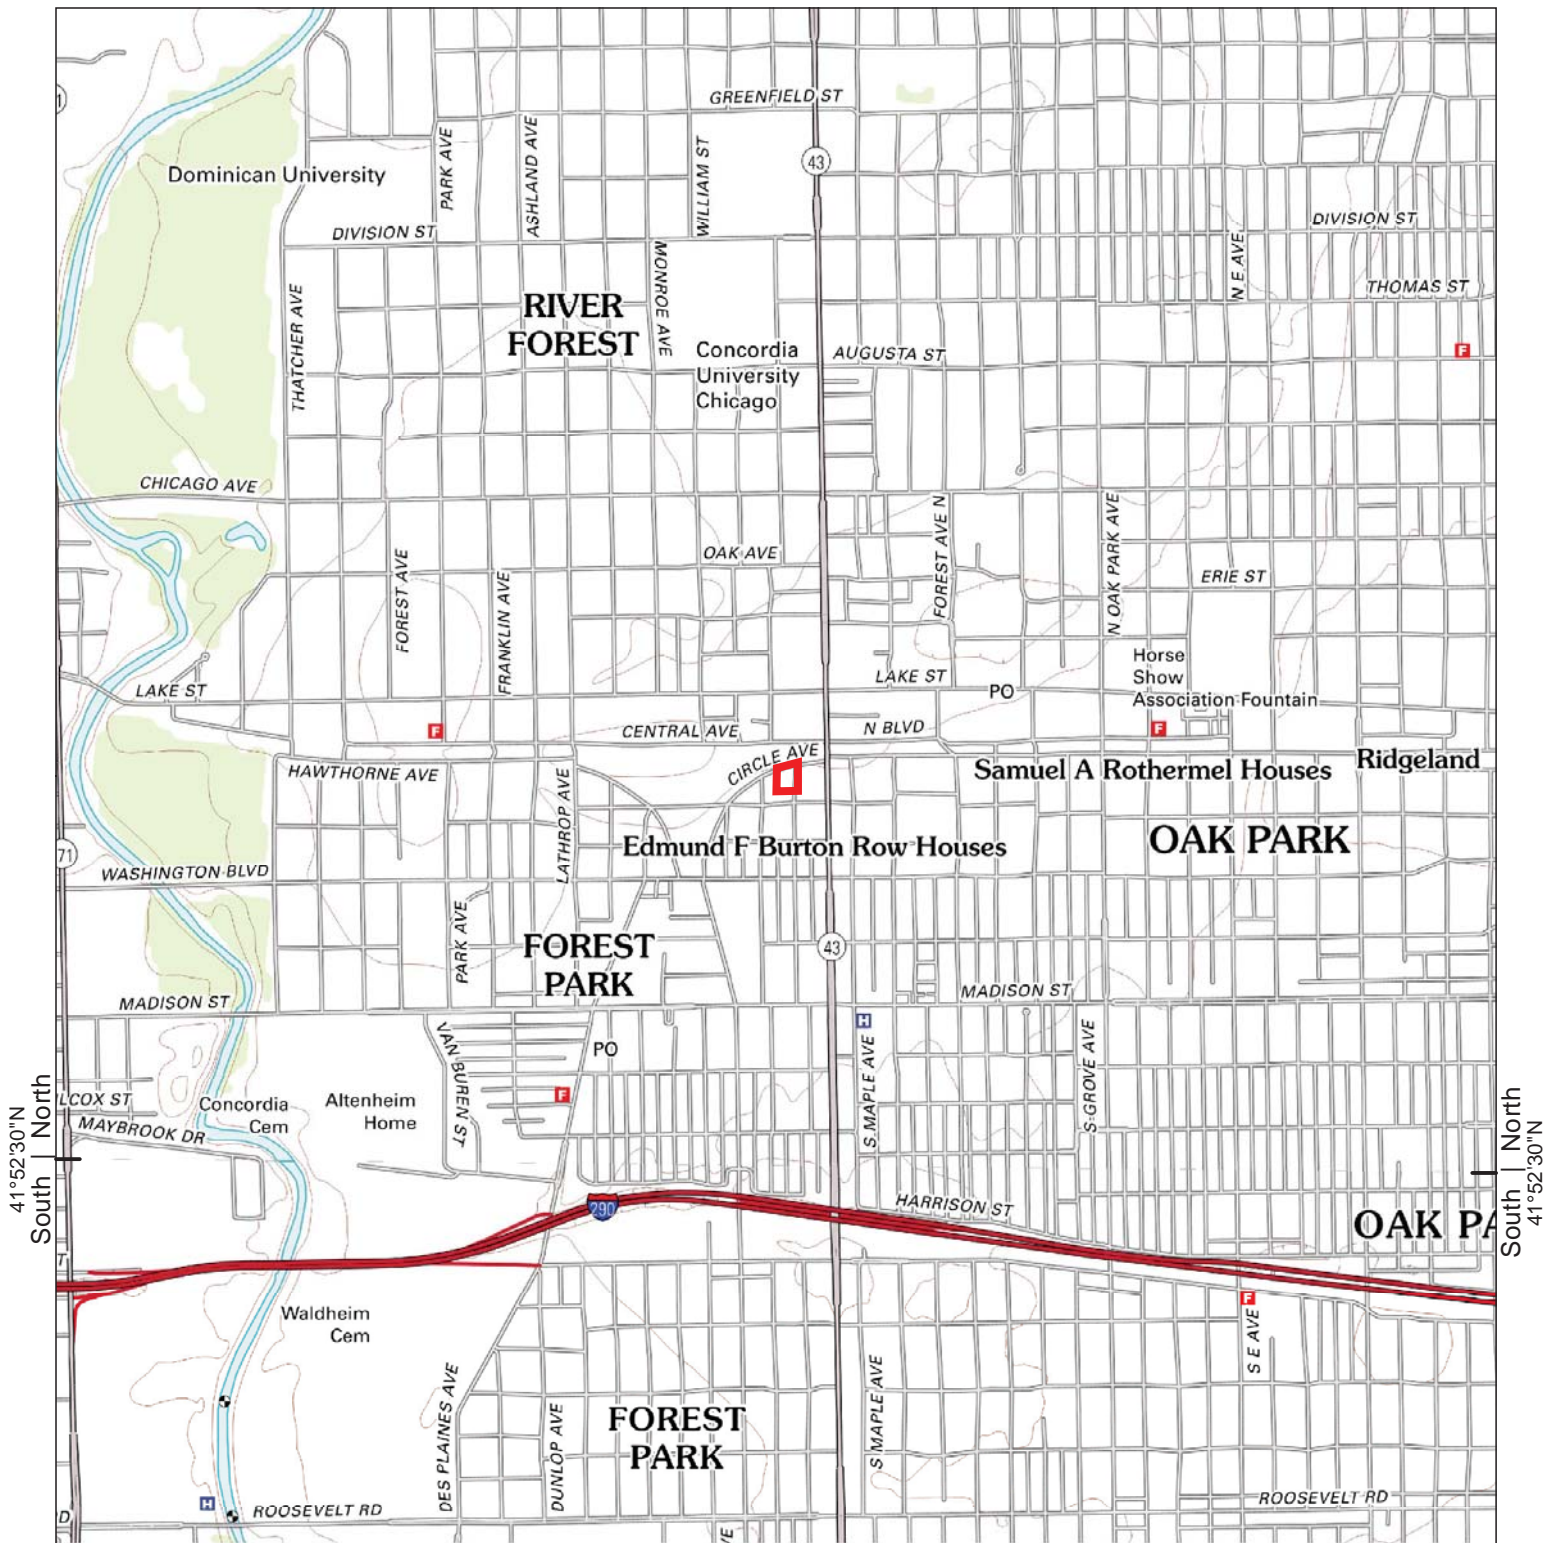 GREENFIELD ST
1
43
Dominican University
PARK AVE
ASHLAND AVE
WILLIAM ST
DIVISION ST
DIVISION ST
N E AVE
MONROE AVE
THATCHER AVE
THOMAS ST
RIVER
FOREST
F
Concordia
University
Chicago
AUGUSTA ST
CHICAGO AVE
FOREST AVE N
N OAK PARK AVE
OAK AVE
FOREST AVE
FRANKLIN AVE
ERIE ST
Horse
Show
Association Fountain
LAKE ST
LAKE ST
PO
F
CENTRAL AVE
N BLVD
F
CIRCLE AVE
HAWTHORNE AVE
LATHROP AVE
Samuel A Rothermel Houses
Ridgeland
Edmund F Burton Row Houses
OAK PARK
71
WASHINGTON BLVD
PARK AVE
FOREST
PARK
43
MADISON ST
MADISON ST
H
VAN BUREN ST
PO
S MAPLE AVE
S GROVE AVE
F
LCOX ST
MAYBROOK DR
Concordia
Cem
Altenheim
Home
41°52'30"N
South | North
South | North
41°52'30"N
290
HARRISON ST
OAK PA
T
F
S E AVE
Waldheim
Cem
DES PLAINES AVE
DUNLOP AVE
FOREST
PARK
S MAPLE AVE
H
ROOSEVELT RD
ROOSEVELT RD
D
VE